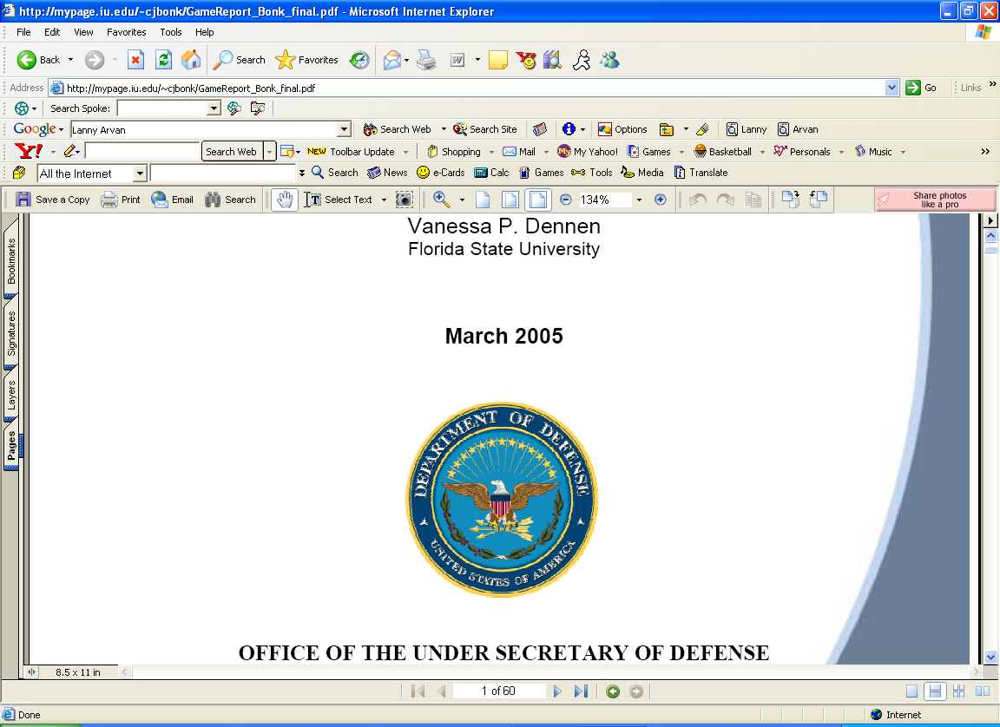 http://mypage.iu.edu/~cjbonk/GameReport_Bonk_final.pdf - Microsoft Internet Explorer
File Edit View Favorites Tools Help
Back Search Favorites
Address http://mypage.iu.edu/~cjbonk/GameReport_Bonk_final.pdf Go Links »
Search Spoke:
Google Lanny Arvan Search Web Search Site Options Lanny Arvan
Y! Search Web NEW Toolbar Update Shopping Mail My Yahoo! Games Basketball Personals Music »
All the Internet Search News e-Cards Calc Games Tools Media Translate
Save a Copy Print Email Search Select Text 134% Share photos
like a pro
Bookmarks
Signatures
Layers
Pages
Vanessa P. Dennen
Florida State University
March 2005
DEPARTMENT OF DEFENSE
UNITED STATES OF AMERICA
OFFICE OF THE UNDER SECRETARY OF DEFENSE
8.5 x 11 in
1 of 60
Done Internet